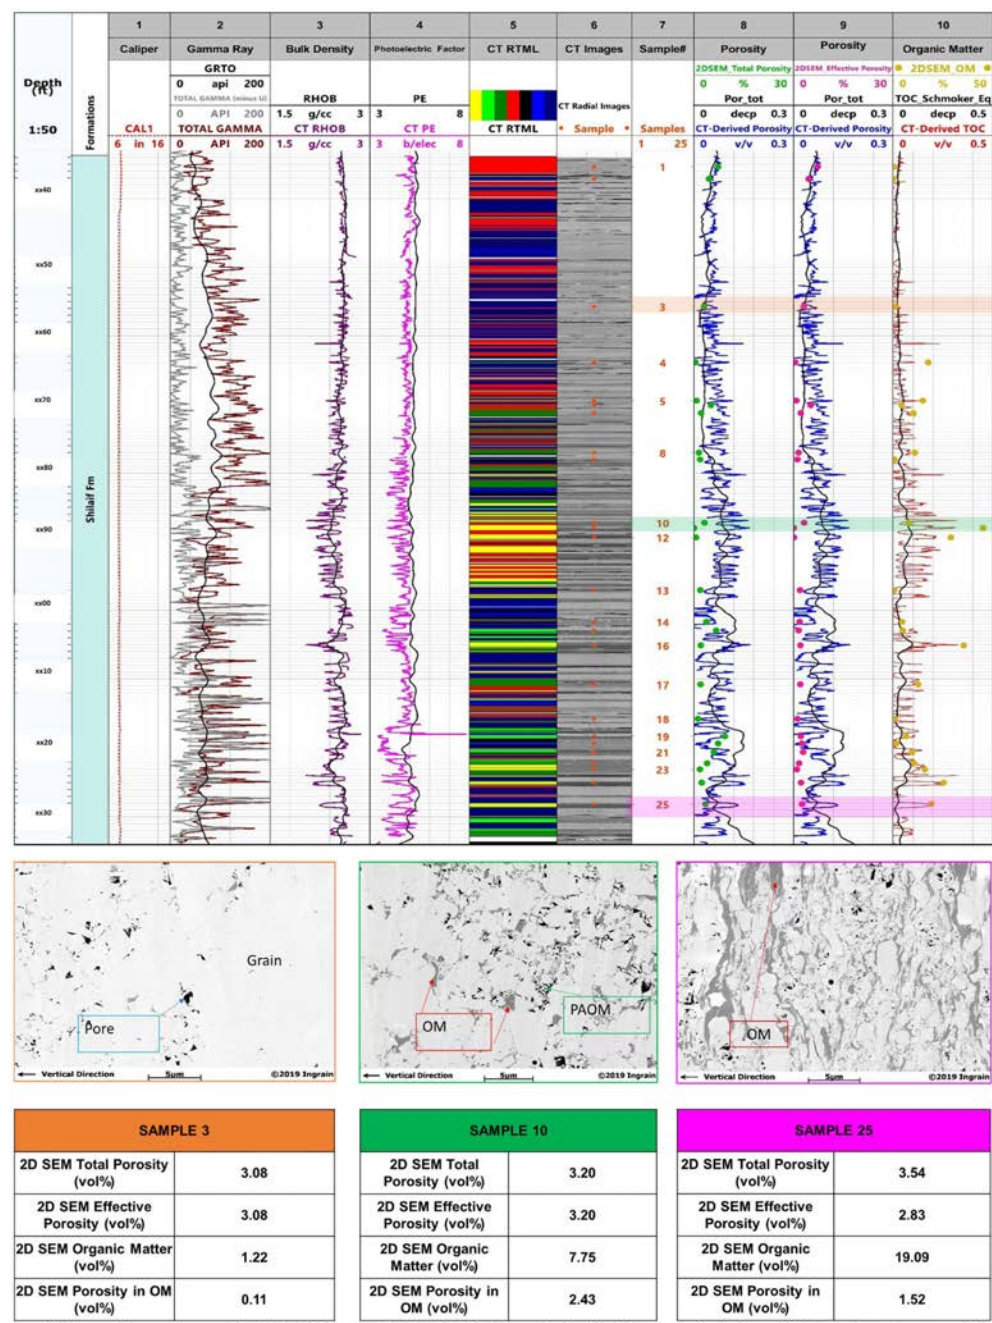 1 2 3 4 5 6 7 8 9 10
Caliper Gamma Ray Bulk Density Photoelectric Factor CT RTML CT Images Sample# Porosity Porosity Organic Matter
Depth
(ft)
1:50
Formations
CAL1
6 in 16
GRTO
0 api 200
TOTAL GAMMA (minus U)
0 API 200
TOTAL GAMMA
0 API 200
RHOB
1.5 g/cc 3
CT RHOB
1.5 g/cc 3
PE
3 8
CT PE
3 b/elec 8
CT RTML
CT Radial Images
Sample
Samples
1 25
2DSEM_Total Porosity
0 % 30
Por_tot
0 decp 0.3
CT-Derived Porosity
0 v/v 0.3
2DSEM_Effective Porosity
0 % 30
Por_tot
0 decp 0.3
CT-Derived Porosity
0 v/v 0.3
2DSEM_OM
0 % 50
TOC_Schmoker_Eq
0 decp 0.5
CT-Derived TOC
0 v/v 0.5
Shilaif Fm
xx40
xx50
xx60
xx70
xx80
xx90
xx00
xx10
xx20
xx30
1
3
4
5
8
10
12
13
14
16
17
18
19
21
23
25
Grain
Pore
Vertical Direction 5µm ©2019 Ingrain
OM
PAOM
Vertical Direction 5µm ©2019 Ingrain
OM
Vertical Direction 5µm ©2019 Ingrain
SAMPLE 3
2D SEM Total Porosity
(vol%) 3.08
2D SEM Effective
Porosity (vol%) 3.08
2D SEM Organic Matter
(vol%) 1.22
2D SEM Porosity in OM
(vol%) 0.11
SAMPLE 10
2D SEM Total
Porosity (vol%) 3.20
2D SEM Effective
Porosity (vol%) 3.20
2D SEM Organic
Matter (vol%) 7.75
2D SEM Porosity in
OM (vol%) 2.43
SAMPLE 25
2D SEM Total Porosity
(vol%) 3.54
2D SEM Effective
Porosity (vol%) 2.83
2D SEM Organic
Matter (vol%) 19.09
2D SEM Porosity in
OM (vol%) 1.52